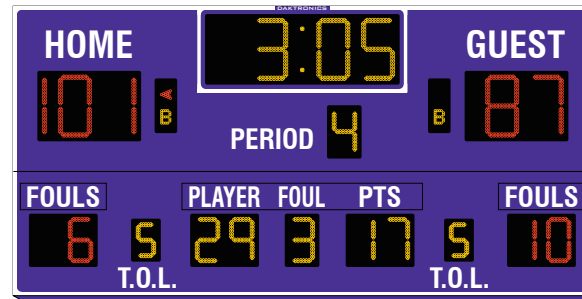 DAKTRONICS
HOME 3:05 GUEST
101 B B 87
PERIOD 4
FOULS PLAYER FOUL PTS FOULS
6 5 29 3 17 5 10
T.O.L. T.O.L.